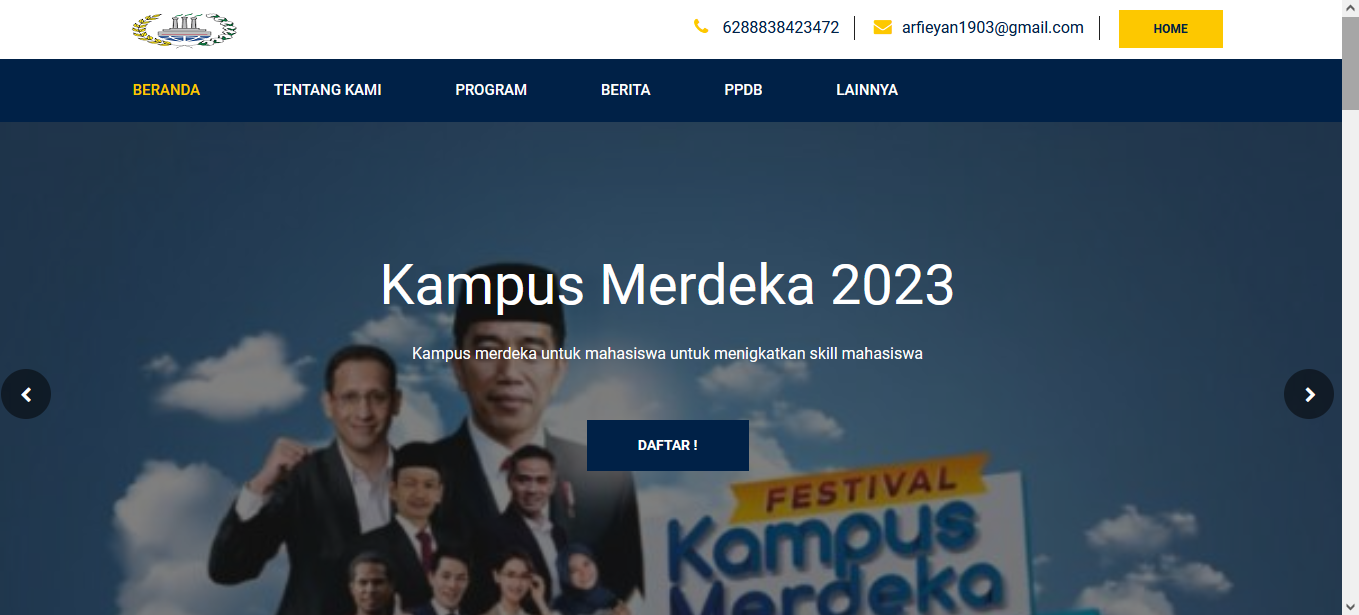 6288838423472
arfieyan1903@gmail.com
HOME
BERANDA TENTANG KAMI PROGRAM BERITA PPDB LAINNYA
Kampus Merdeka 2023
Kampus merdeka untuk mahasiswa untuk menigkatkan skill mahasiswa
DAFTAR !
FESTIVAL
Kampus
Merdeka